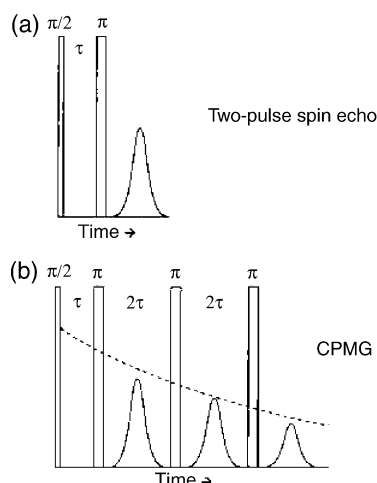 (a)
π/2 π
τ
Two-pulse spin echo
Time →
(b)
π/2 π π π
τ 2τ 2τ
CPMG
Time →